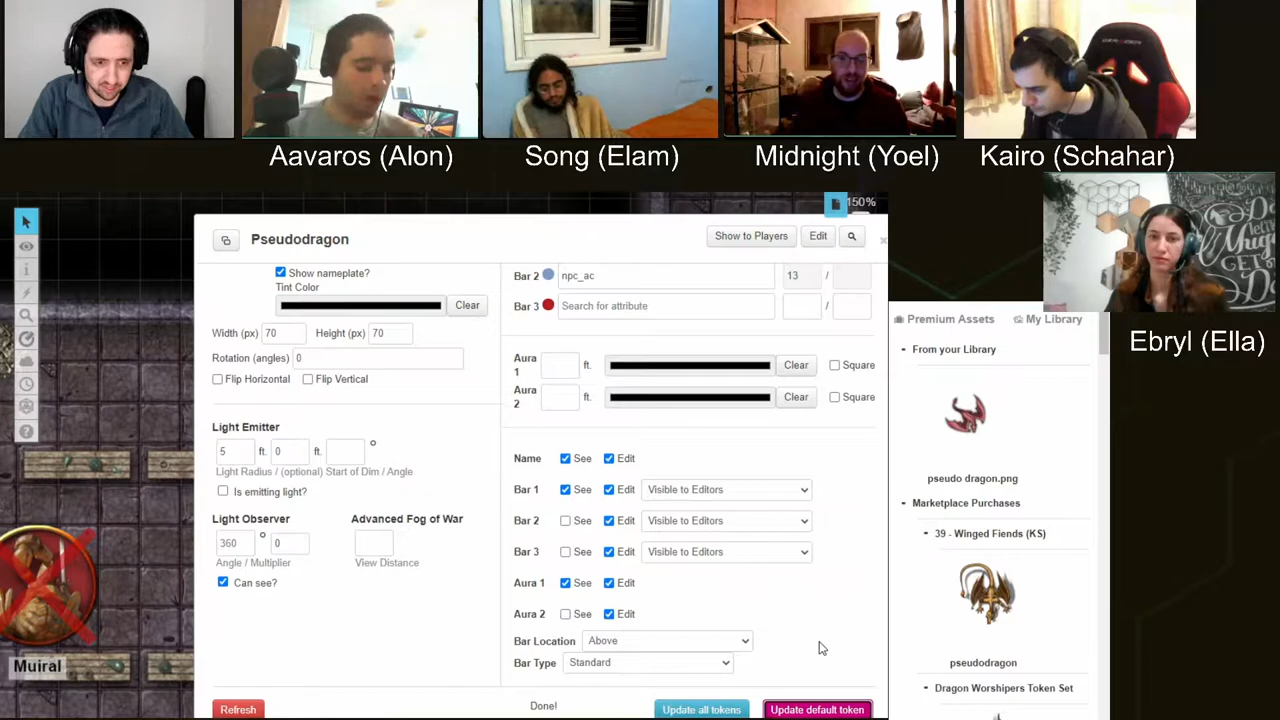 Aavaros (Alon)
Song (Elam)
Midnight (Yoel)
Kairo (Schahar)
Ebryl (Ella)
150%
Pseudodragon
Show to Players
Edit
Show nameplate?
Tint Color
Clear
Width (px) 70 Height (px) 70
Rotation (angles) 0
Flip Horizontal Flip Vertical
Light Emitter
5 ft. 0 ft. °
Light Radius / (optional) Start of Dim / Angle
Is emitting light?
Light Observer
360 ° 0
Angle / Multiplier
Can see?
Advanced Fog of War
View Distance
Bar 2 npc_ac 13 /
Bar 3 Search for attribute /
Aura 1 ft. Clear Square
Aura 2 ft. Clear Square
Name See Edit
Bar 1 See Edit Visible to Editors
Bar 2 See Edit Visible to Editors
Bar 3 See Edit Visible to Editors
Aura 1 See Edit
Aura 2 See Edit
Bar Location Above
Bar Type Standard
Refresh
Done!
Update all tokens
Update default token
Premium Assets
My Library
From your Library
pseudo dragon.png
Marketplace Purchases
39 - Winged Fiends (KS)
pseudodragon
Dragon Worshipers Token Set
Muiral